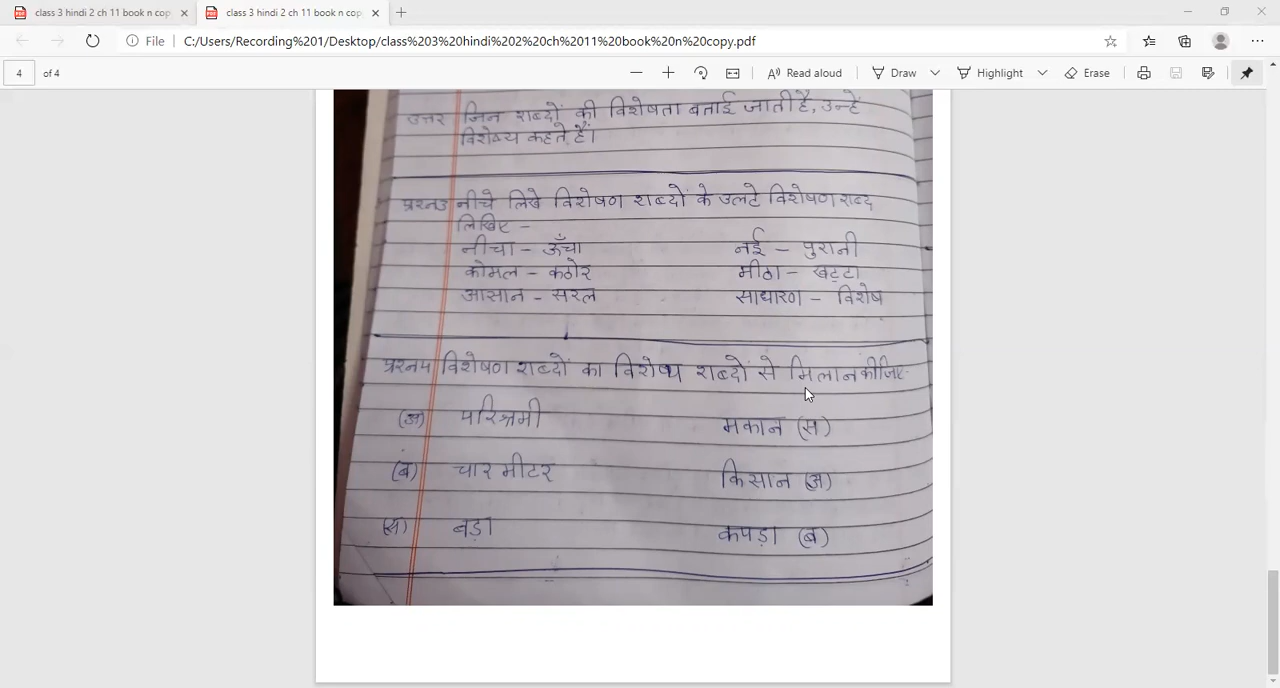 class 3 hindi 2 ch 11 book n cop
class 3 hindi 2 ch 11 book n cop
File C:/Users/Recording%201/Desktop/class%203%20hindi%202%20ch%2011%20book%20n%20copy.pdf
4 of 4 Read aloud Draw Highlight Erase
उत्तर जिन शब्दों की विशेषता बताई जाती है, उन्हें
विशेष्य कहते हैं।
प्रश्न3 नीचे लिखे विशेषण शब्दों के उलटे विशेषण शब्द
लिखिए -
नीचा - ऊँचा नई - पुरानी
कोमल - कठोर मीठा - खट्टा
आसान - सरल साधारण - विशेष
प्रश्न4 विशेषण शब्दों का विशेष्य शब्दों से मिलान कीजिए-
(अ) परिश्रमी मकान (स)
(ब) चार मीटर किसान (अ)
(स) बड़ा कपड़ा (ब)